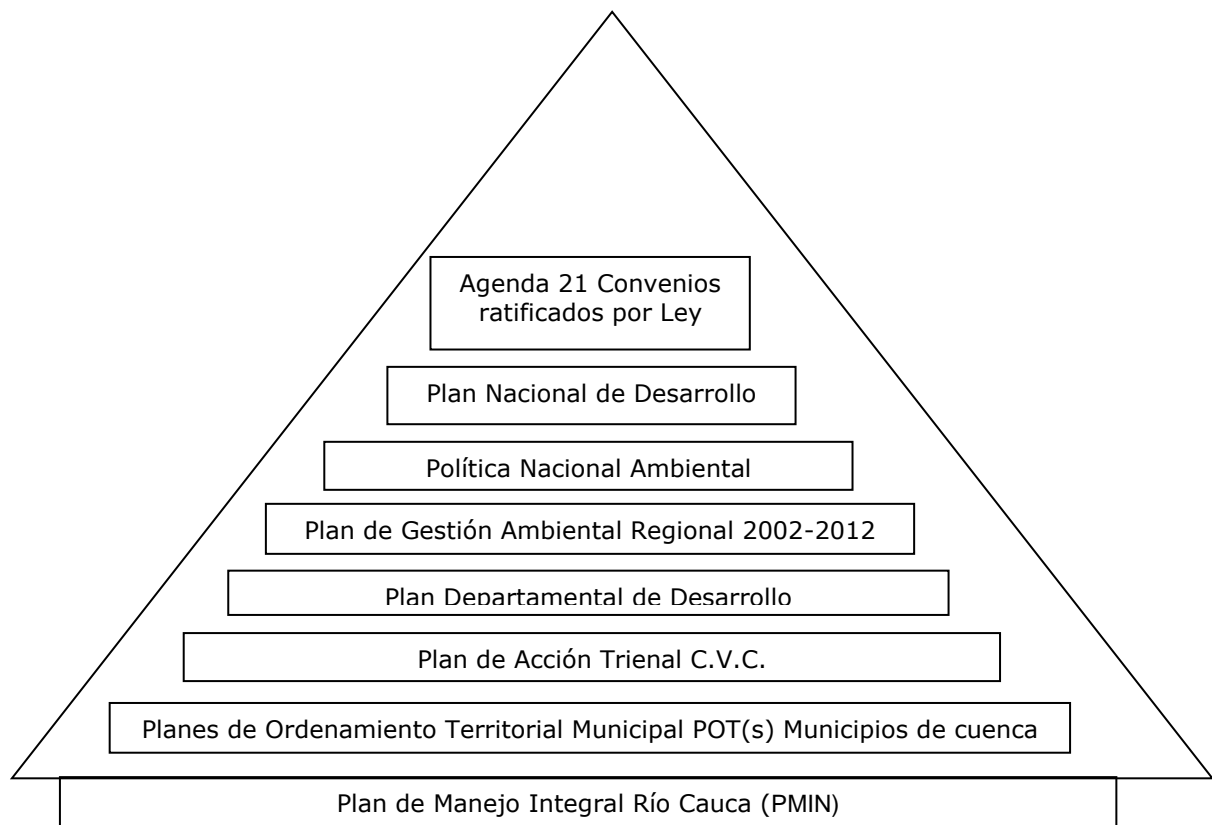 Agenda 21 Convenios
ratificados por Ley
Plan Nacional de Desarrollo
Política Nacional Ambiental
Plan de Gestión Ambiental Regional 2002-2012
Plan Departamental de Desarrollo
Plan de Acción Trienal C.V.C.
Planes de Ordenamiento Territorial Municipal POT(s) Municipios de cuenca
Plan de Manejo Integral Río Cauca (PMIN)